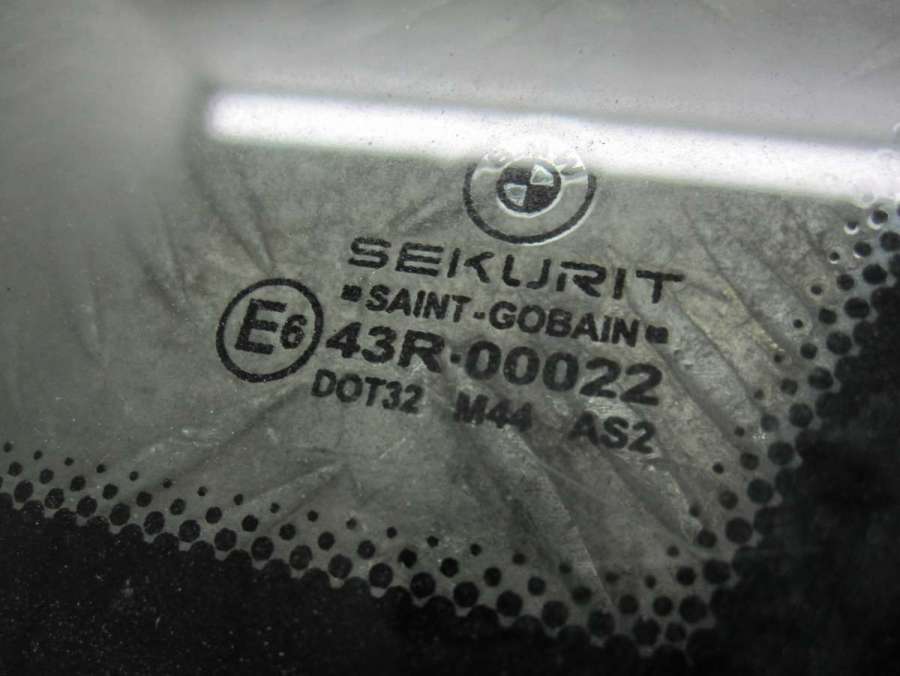 SEKURIT
SAINT-GOBAIN
E6 43R-00022
DOT32 M44 AS2